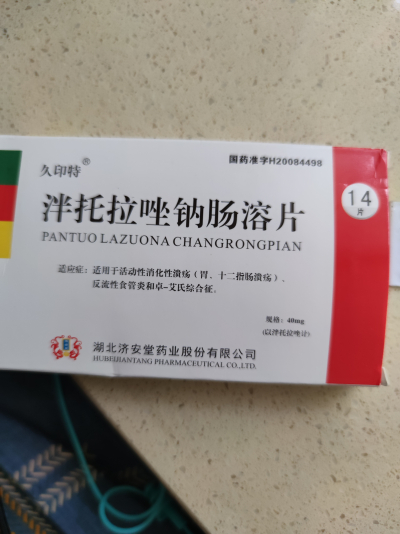 国药准字H20084498
久印特®
泮托拉唑钠肠溶片
PANTUO LAZUONA CHANGRONGPIAN
14
片
适应症：适用于活动性消化性溃疡（胃、十二指肠溃疡）、
反流性食管炎和卓-艾氏综合征。
规格：40mg
(以泮托拉唑计)
湖北济安堂药业股份有限公司
HUBEIJIANTANG PHARMACEUTICAL CO.,LTD.